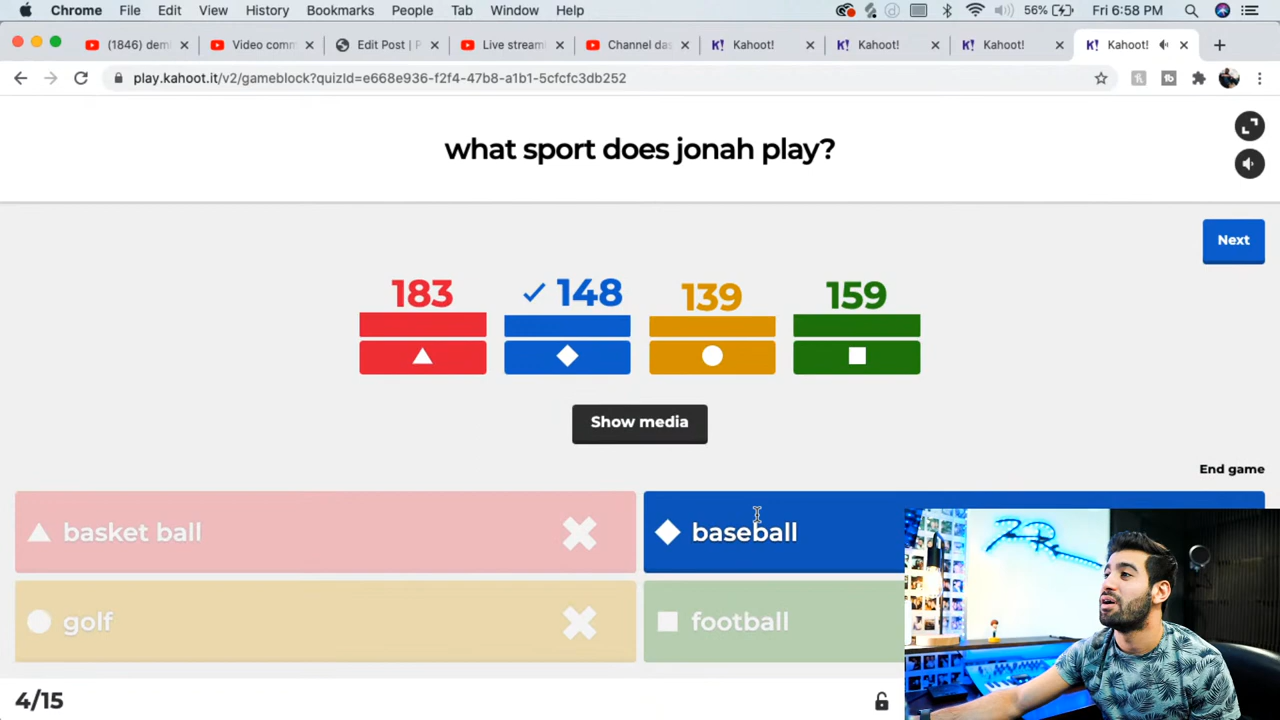 Chrome File Edit View History Bookmarks People Tab Window Help 56% Fri 6:58 PM
(1846) dem Video comm Edit Post | P Live stream Channel das Kahoot! Kahoot! Kahoot! Kahoot!
play.kahoot.it/v2/gameblock?quizId=e668e936-f2f4-47b8-a1b1-5cfcfc3db252
what sport does jonah play?
Next
183 148 139 159
Show media
End game
basket ball baseball
golf football
4/15